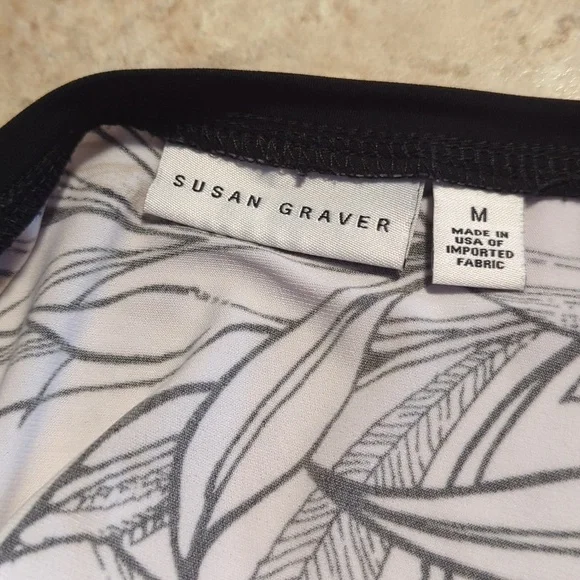 SUSAN GRAVER
M
MADE IN
USA OF
IMPORTED
FABRIC